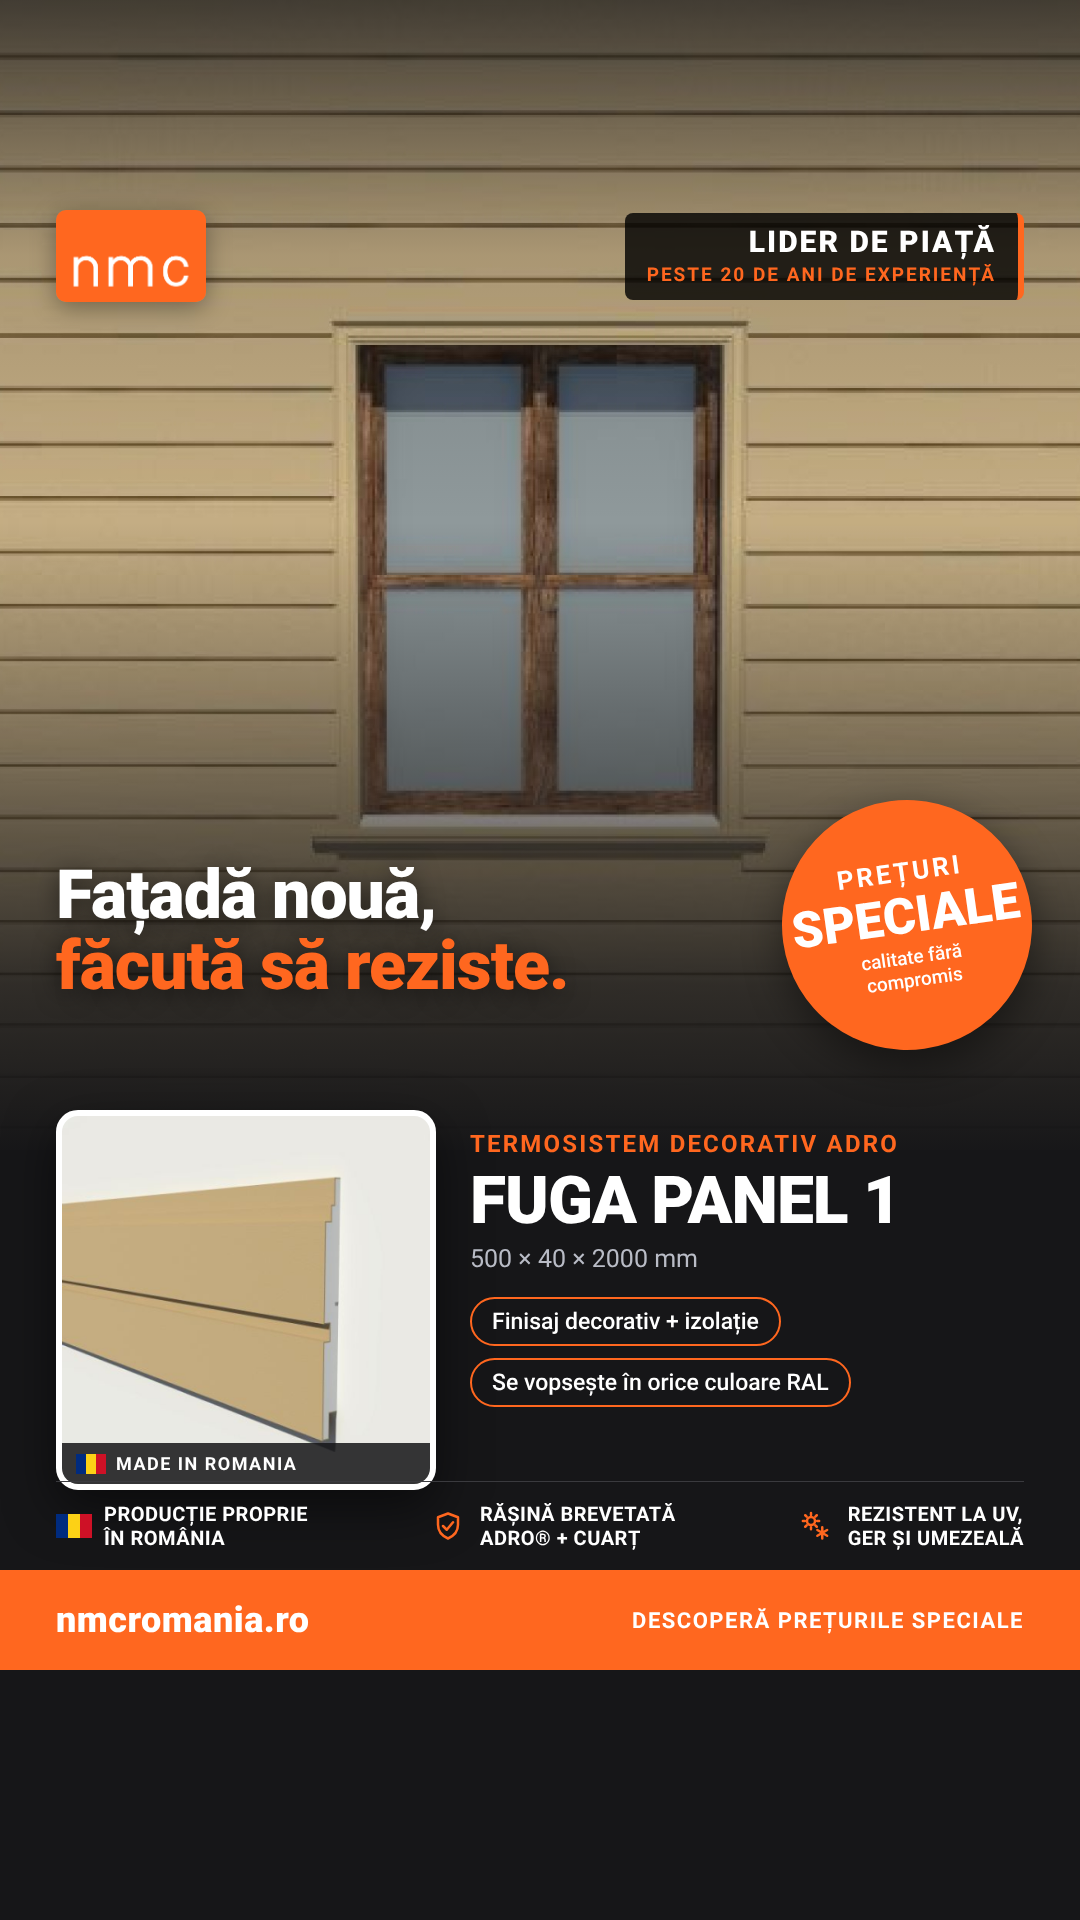 nmc
LIDER DE PIAȚĂ
PESTE 20 DE ANI DE EXPERIENȚĂ
Fațadă nouă,
făcută să reziste.
PREȚURI
SPECIALE
calitate fără
compromis
TERMOSISTEM DECORATIV ADRO
FUGA PANEL 1
500 × 40 × 2000 mm
Finisaj decorativ + izolație
Se vopsește în orice culoare RAL
MADE IN ROMANIA
PRODUCȚIE PROPRIE
ÎN ROMÂNIA
RĂȘINĂ BREVETATĂ
ADRO® + CUARȚ
REZISTENT LA UV,
GER ȘI UMEZEALĂ
nmcromania.ro
DESCOPERĂ PREȚURILE SPECIALE